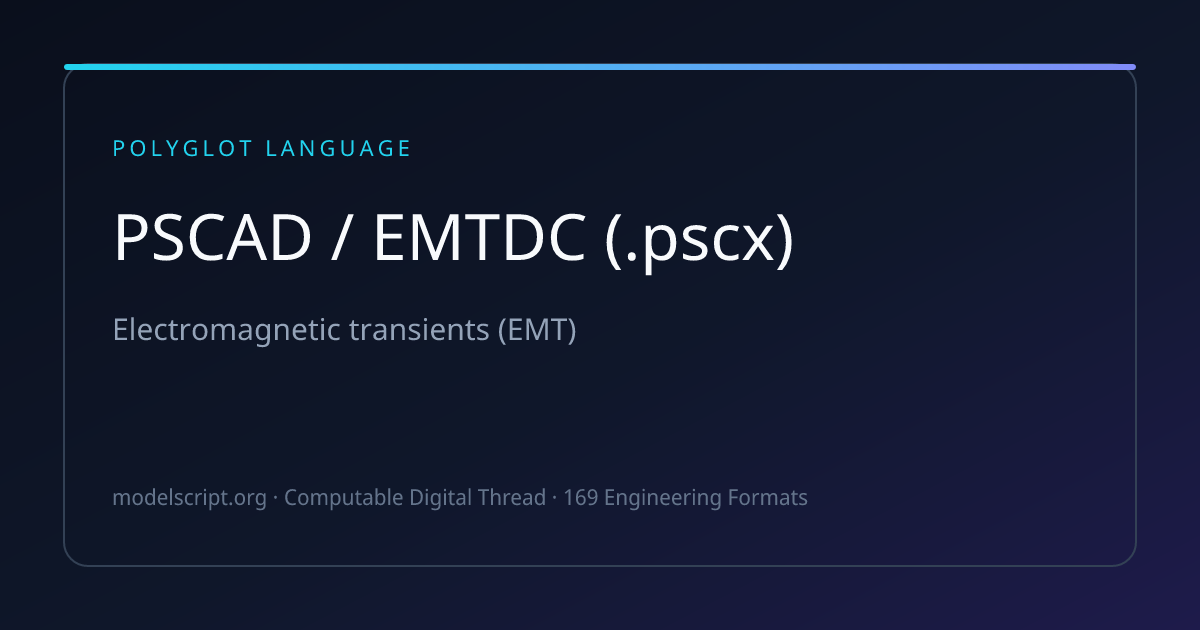 POLYGLOT LANGUAGE
PSCAD / EMTDC (.pscx)
Electromagnetic transients (EMT)
modelscript.org · Computable Digital Thread · 169 Engineering Formats